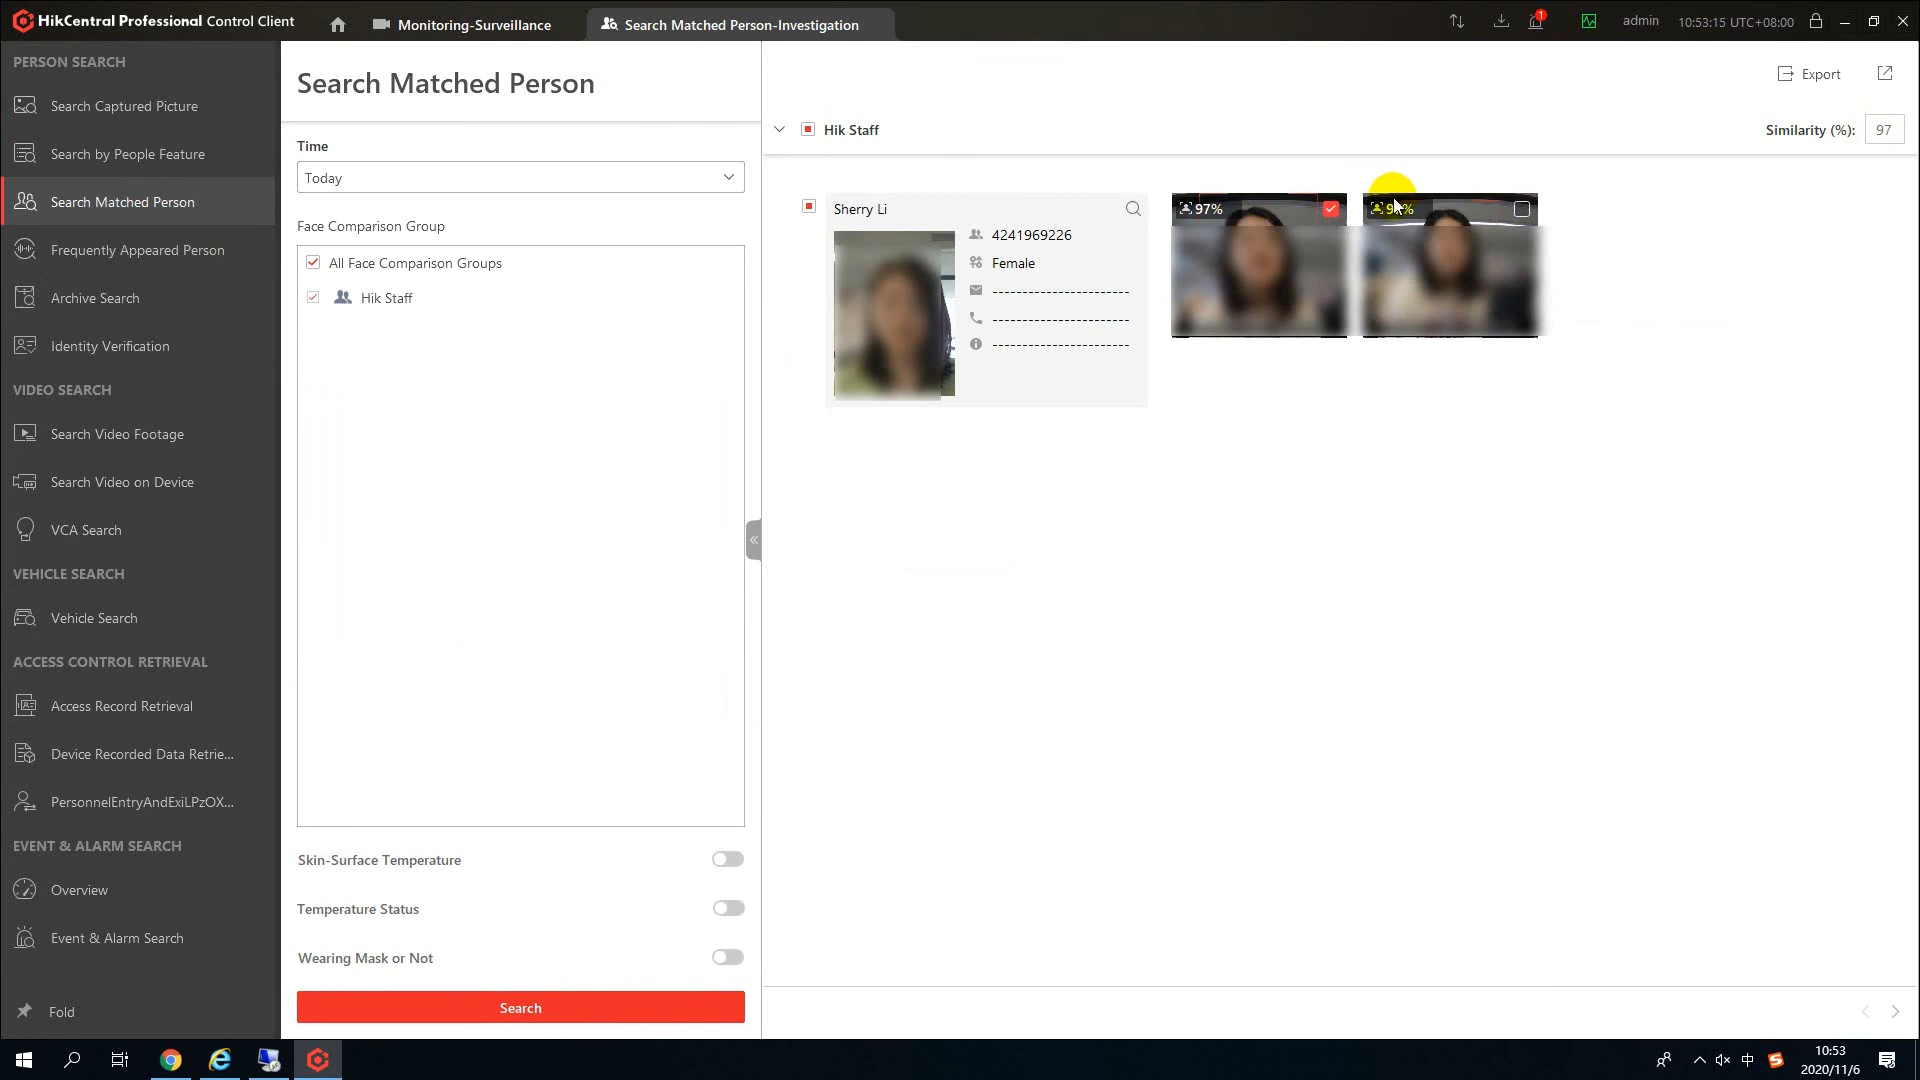 HikCentral Professional Control Client
Monitoring-Surveillance
Search Matched Person-Investigation
1
admin
10:53:15 UTC+08:00
PERSON SEARCH
Search Captured Picture
Search by People Feature
Search Matched Person
Frequently Appeared Person
Archive Search
Identity Verification
VIDEO SEARCH
Search Video Footage
Search Video on Device
VCA Search
VEHICLE SEARCH
Vehicle Search
ACCESS CONTROL RETRIEVAL
Access Record Retrieval
Device Recorded Data Retrie...
PersonnelEntryAndExiLPzOX...
EVENT & ALARM SEARCH
Overview
Event & Alarm Search
Fold
Search Matched Person
Time
Today
Face Comparison Group
All Face Comparison Groups
Hik Staff
Skin-Surface Temperature
Temperature Status
Wearing Mask or Not
Search
Export
Hik Staff
Similarity (%):
97
Sherry Li
4241969226
Female
-----------------------
-----------------------
-----------------------
97%
中
10:53
2020/11/6